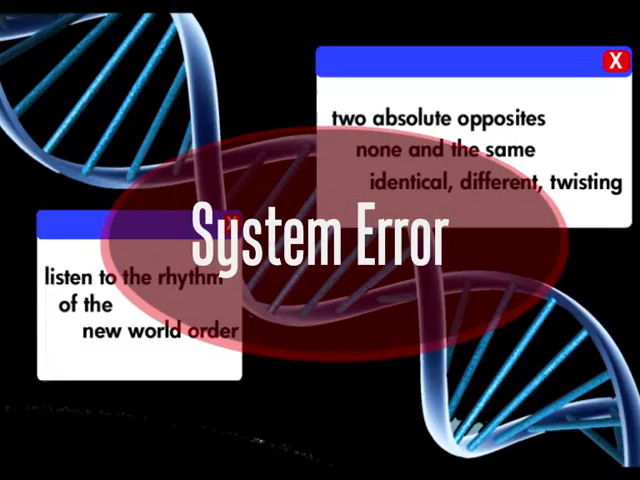 X
two absolute opposites
none and the same
identical, different, twisting
System Error
X
listen to the rhythm
of the
new world order